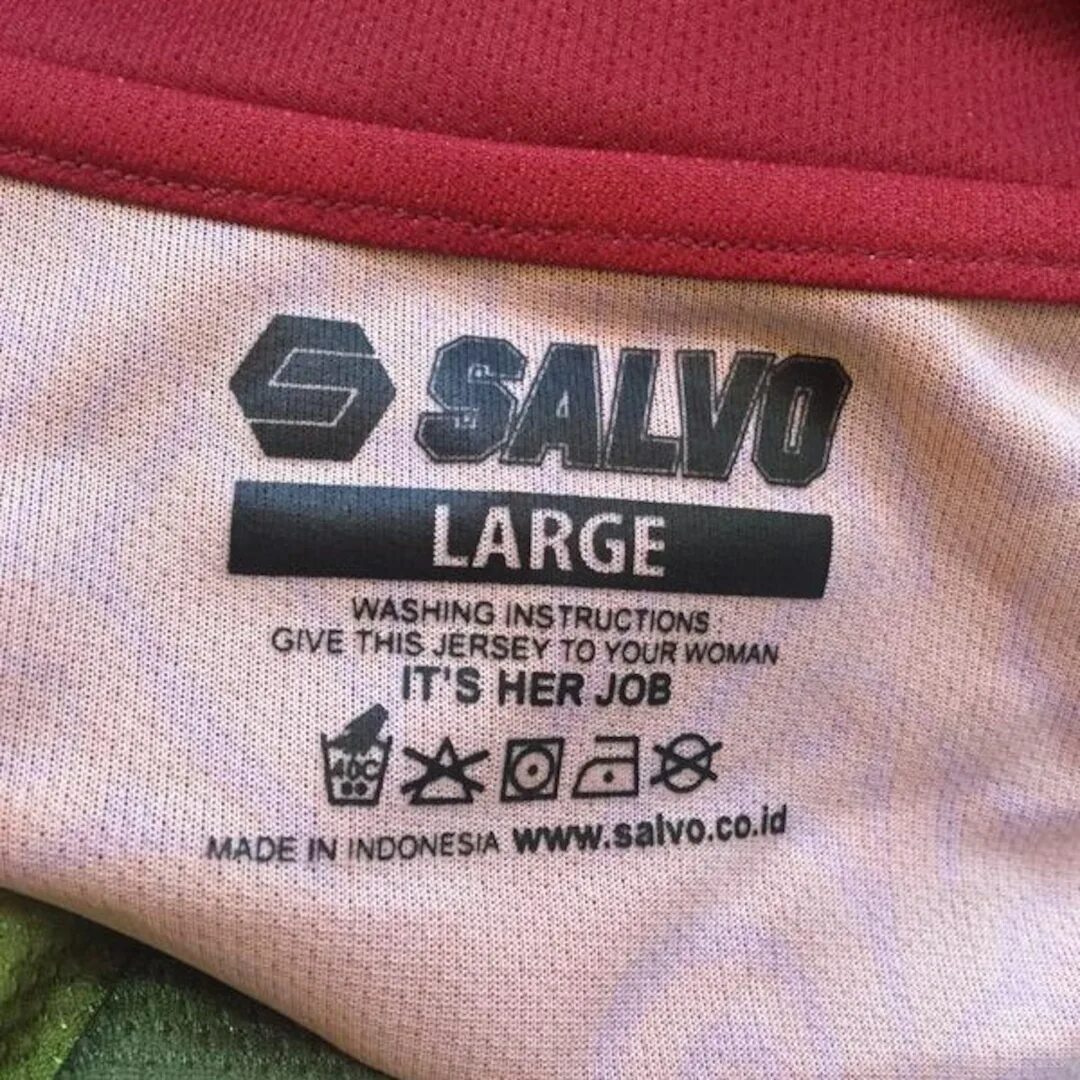 SALVO
LARGE
WASHING INSTRUCTIONS :
GIVE THIS JERSEY TO YOUR WOMAN
IT'S HER JOB
40C
MADE IN INDONESIA www.salvo.co.id